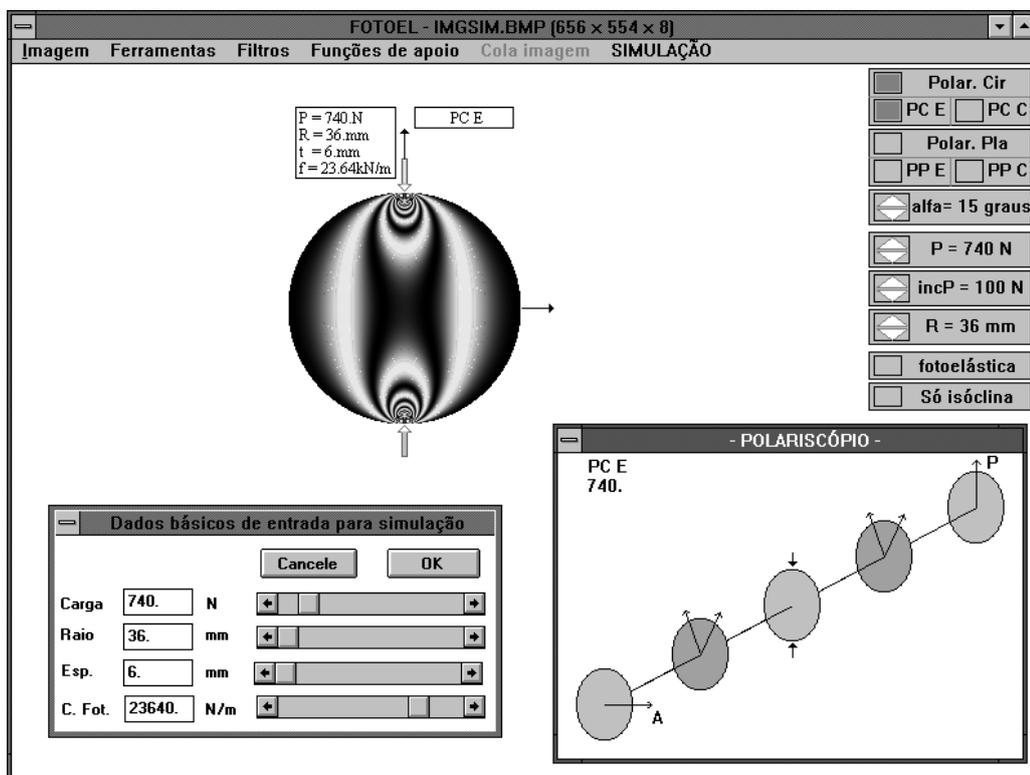 FOTOEL - IMGSIM.BMP (656 × 554 × 8)
Imagem Ferramentas Filtros Funções de apoio Cola imagem SIMULAÇÃO
P = 740.N
R = 36.mm
t = 6.mm
f = 23.64kN/m
PC E
Polar. Cir
PC E PC C
Polar. Pla
PP E PP C
alfa= 15 graus
P = 740 N
incP = 100 N
R = 36 mm
fotoelástica
Só isóclina
Dados básicos de entrada para simulação
Cancele OK
Carga 740. N
Raio 36. mm
Esp. 6. mm
C. Fot. 23640. N/m
- POLARISCÓPIO -
PC E
740.
P
A